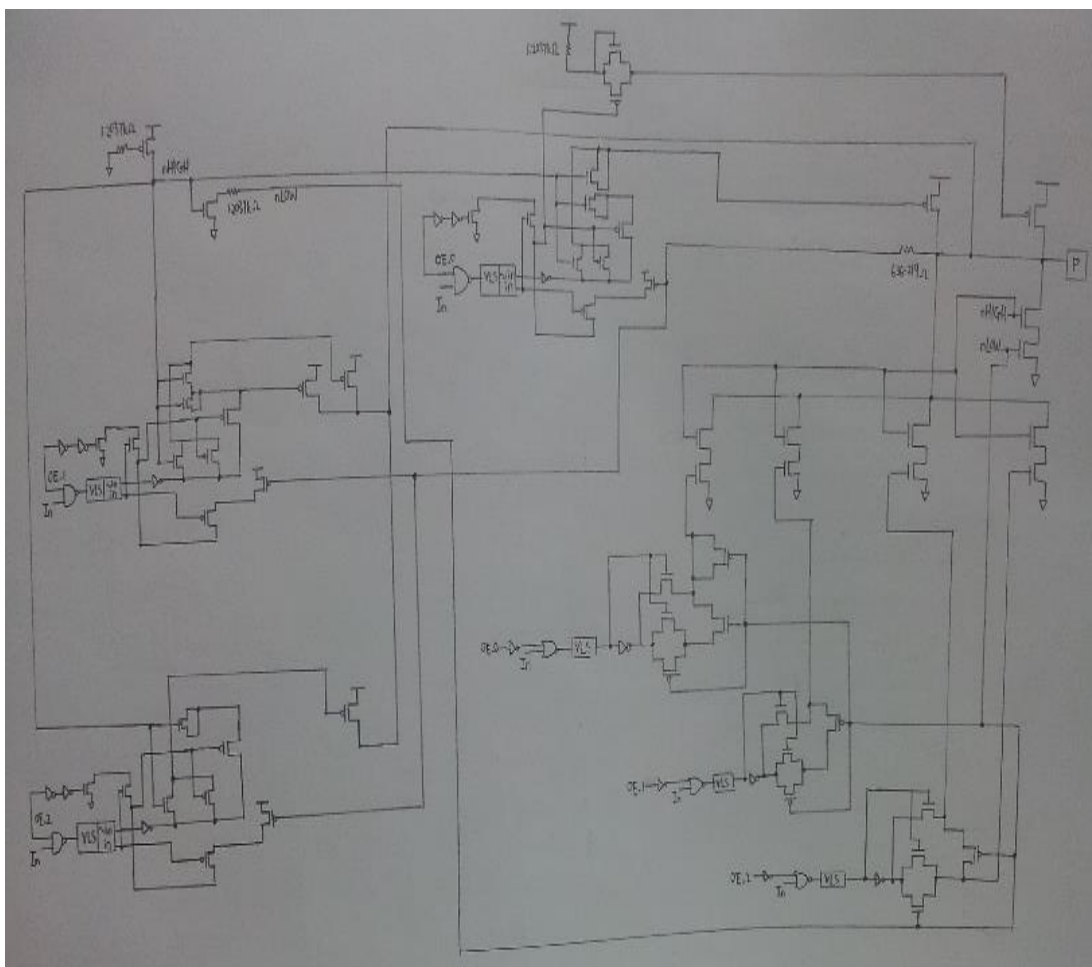 nHIGH
nLOW
OE.0
VLS
In
P
nHIGH
nLOW
OE.1
VLS
In
OE.0
In
VLS
OE.1
In
VLS
OE.2
VLS
In
OE.2
In
VLS